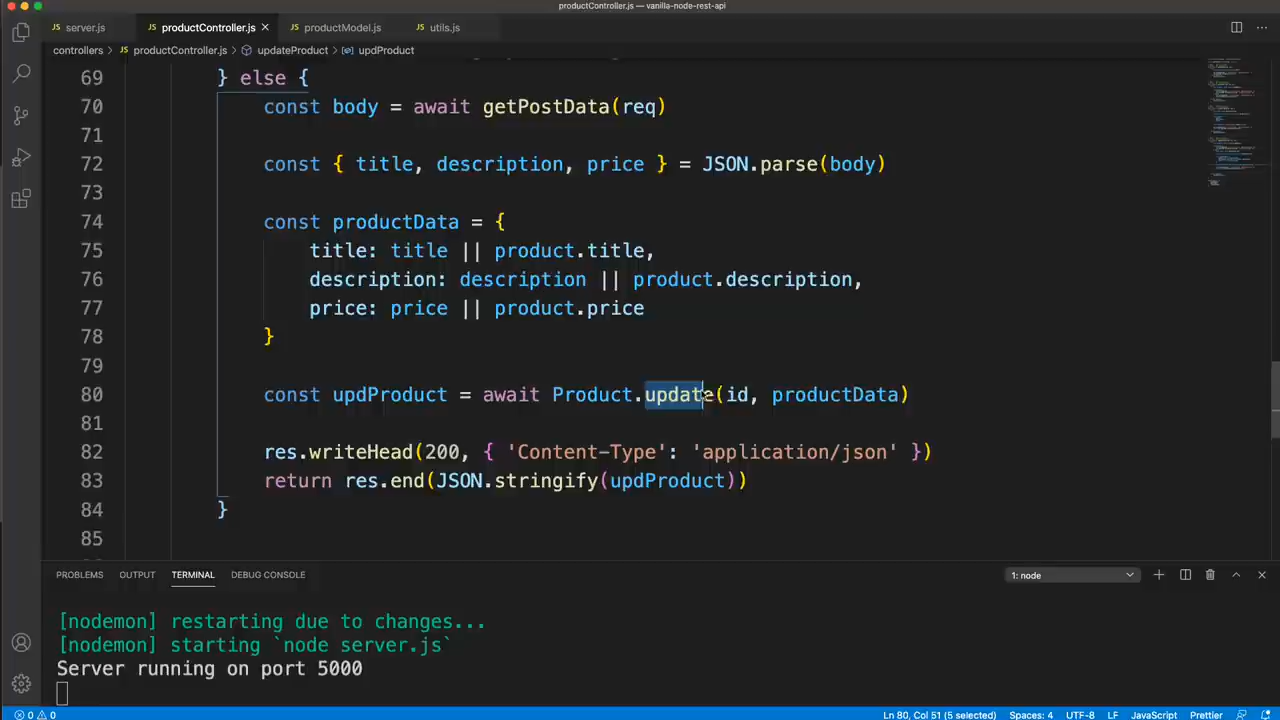 productController.js — vanilla-node-rest-api
JS server.js JS productController.js × JS productModel.js JS utils.js ...
controllers > JS productController.js > updateProduct > updProduct
69 } else {
70 const body = await getPostData(req)
71
72 const { title, description, price } = JSON.parse(body)
73
74 const productData = {
75 title: title || product.title,
76 description: description || product.description,
77 price: price || product.price
78 }
79
80 const updProduct = await Product.update(id, productData)
81
82 res.writeHead(200, { 'Content-Type': 'application/json' })
83 return res.end(JSON.stringify(updProduct))
84 }
85
PROBLEMS OUTPUT TERMINAL DEBUG CONSOLE 1: node
[nodemon] restarting due to changes...
[nodemon] starting `node server.js`
Server running on port 5000
0 0 Ln 80, Col 51 (5 selected) Spaces: 4 UTF-8 LF JavaScript Prettier